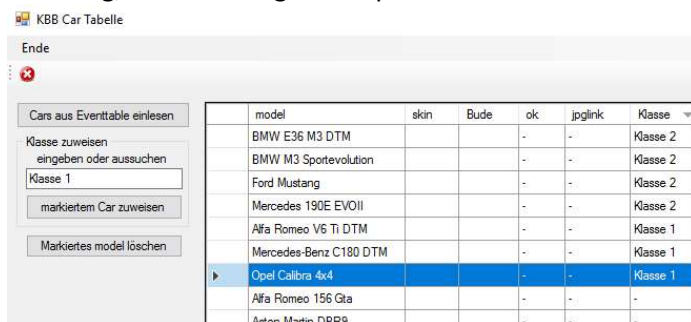 KBB Car Tabelle
Ende
Cars aus Eventtable einlesen
Klasse zuweisen
eingeben oder aussuchen
Klasse 1
markiertem Car zuweisen
Markiertes model löschen
model skin Bude ok jpglink Klasse
BMW E36 M3 DTM - - Klasse 2
BMW M3 Sportevolution - - Klasse 2
Ford Mustang - - Klasse 2
Mercedes 190E EVOII - - Klasse 2
Alfa Romeo V6 Ti DTM - - Klasse 1
Mercedes-Benz C180 DTM - - Klasse 1
Opel Calibra 4x4 - - Klasse 1
Alfa Romeo 156 Gta - - -
Aston Martin DBR9